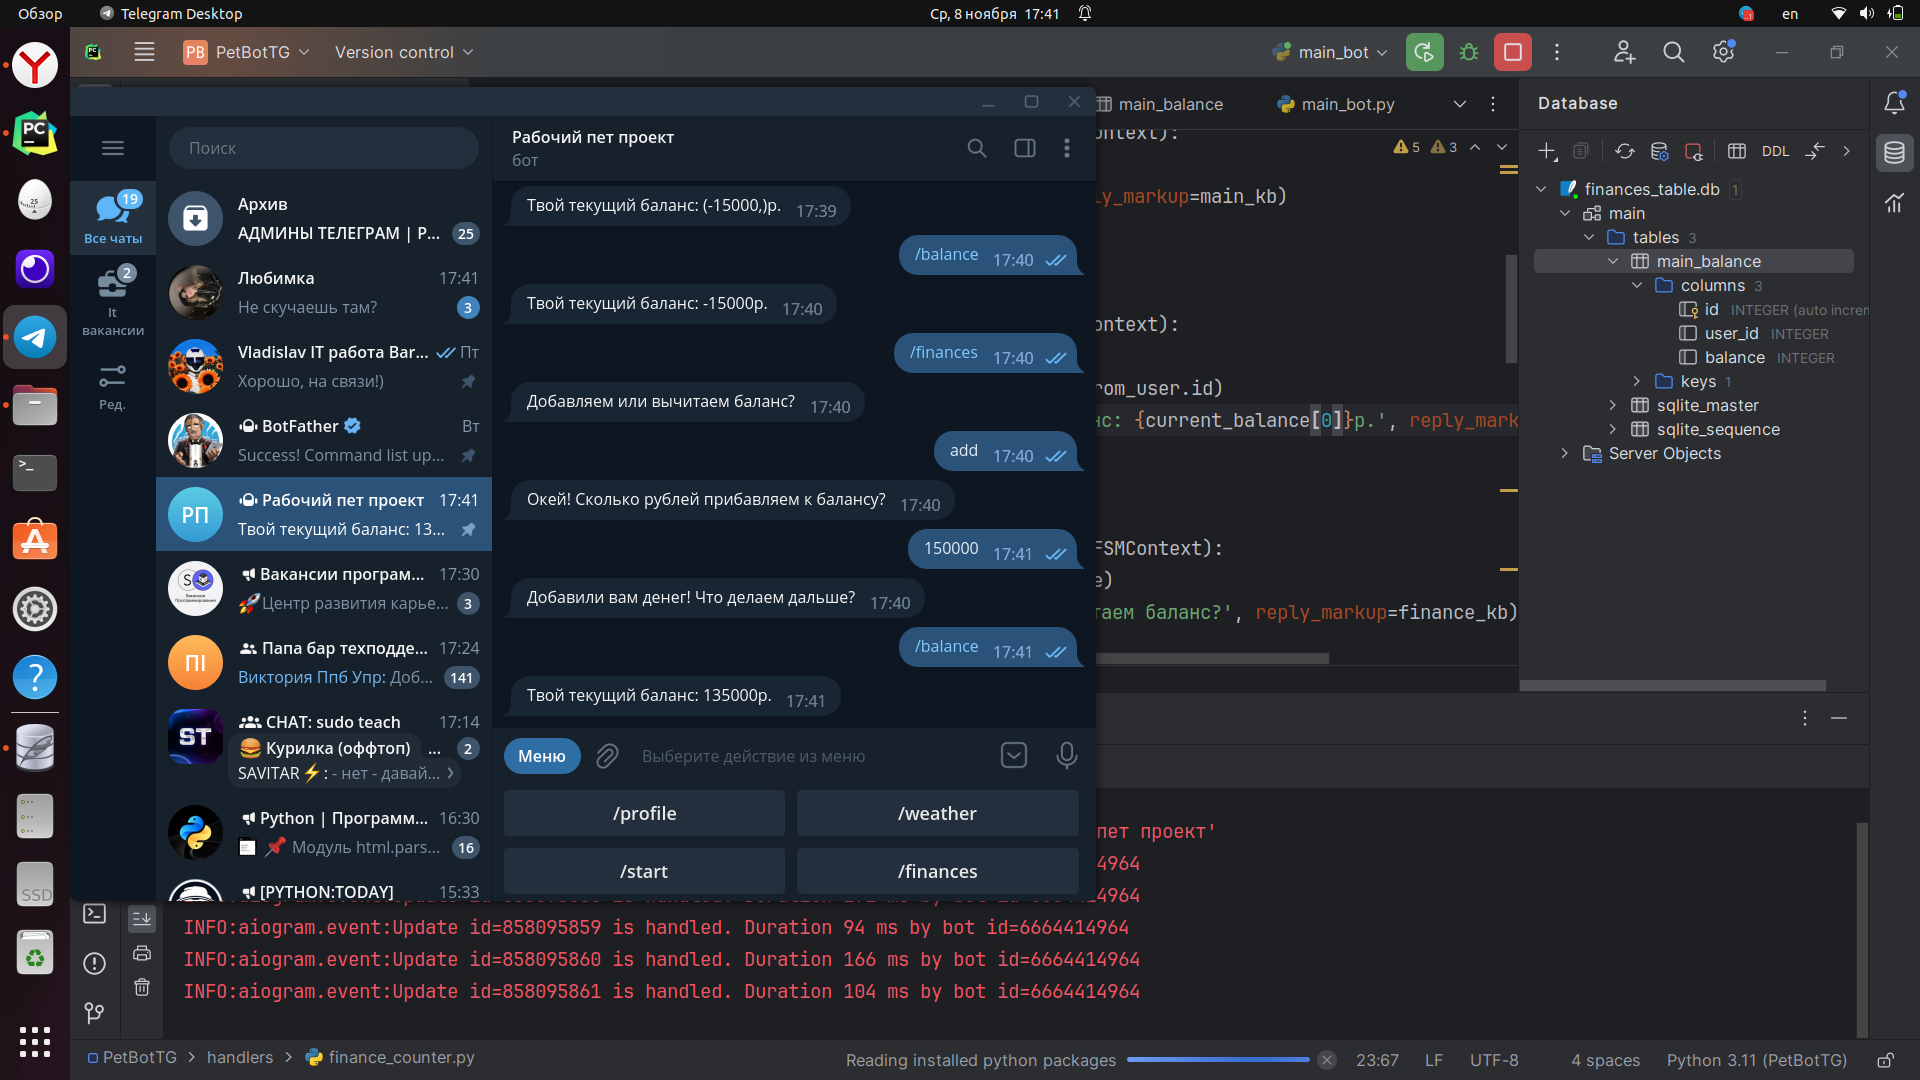 Обзор
Telegram Desktop
Ср, 8 ноября 17:41
en
PB PetBotTG
Version control
main_bot
main_balance
main_bot.py
Database
5
3
DDL
finances_table.db 1
main
tables 3
main_balance
columns 3
id INTEGER (auto increm
user_id INTEGER
balance INTEGER
keys 1
sqlite_master
sqlite_sequence
Server Objects
Поиск
19
Все чаты
2
It
вакансии
Ред.
Архив
АДМИНЫ ТЕЛЕГРАМ | Р... 25
Любимка 17:41
Не скучаешь там? 3
Vladislav IT работа Bar... Пт
Хорошо, на связи!)
BotFather Вт
Success! Command list up...
РП
Рабочий пет проект 17:41
Твой текущий баланс: 13...
Вакансии програм... 17:30
🚀Центр развития карье... 3
ПІ
Папа бар техподде... 17:24
Виктория Ппб Упр: Доб... 141
ST
CHAT: sudo teach 17:14
🍔 Курилка (оффтоп) ... 2
SAVITAR⚡: - нет - давай...
Python | Программ... 16:30
📌 Модуль html.pars... 16
[PYTHON:TODAY] 15:33
Рабочий пет проект
бот
Твой текущий баланс: (-15000,)р. 17:39
/balance 17:40
Твой текущий баланс: -15000р. 17:40
/finances 17:40
Добавляем или вычитаем баланс? 17:40
add 17:40
Окей! Сколько рублей прибавляем к балансу? 17:40
150000 17:41
Добавили вам денег! Что делаем дальше? 17:40
/balance 17:41
Твой текущий баланс: 135000р. 17:41
Меню
Выберите действие из меню
/profile
/weather
/start
/finances
ontext):
ly_markup=main_kb)
ontext):
rom_user.id)
нс: {current_balance[0]}р.', reply_mark
FSMContext):
e)
таем баланс?', reply_markup=finance_kb)
пет проект'
4964
4964
INFO:aiogram.event:Update id=858095859 is handled. Duration 94 ms by bot id=6664414964
INFO:aiogram.event:Update id=858095860 is handled. Duration 166 ms by bot id=6664414964
INFO:aiogram.event:Update id=858095861 is handled. Duration 104 ms by bot id=6664414964
PetBotTG > handlers > finance_counter.py
Reading installed python packages
23:67
LF
UTF-8
4 spaces
Python 3.11 (PetBotTG)
PC
25
SSD